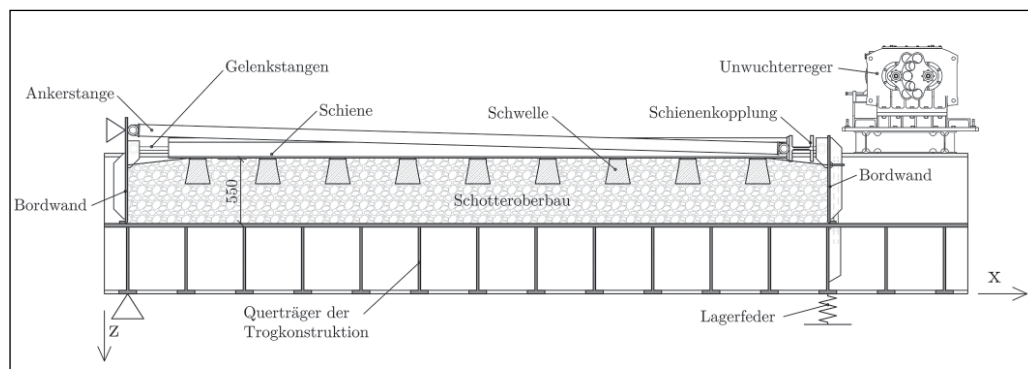 Gelenkstangen
Unwuchterreger
Ankerstange
Schiene
Schwelle
Schienenkopplung
550
Bordwand
Schotteroberbau
Bordwand
X
Querträger der
Trogkonstruktion
Lagerfeder
Z